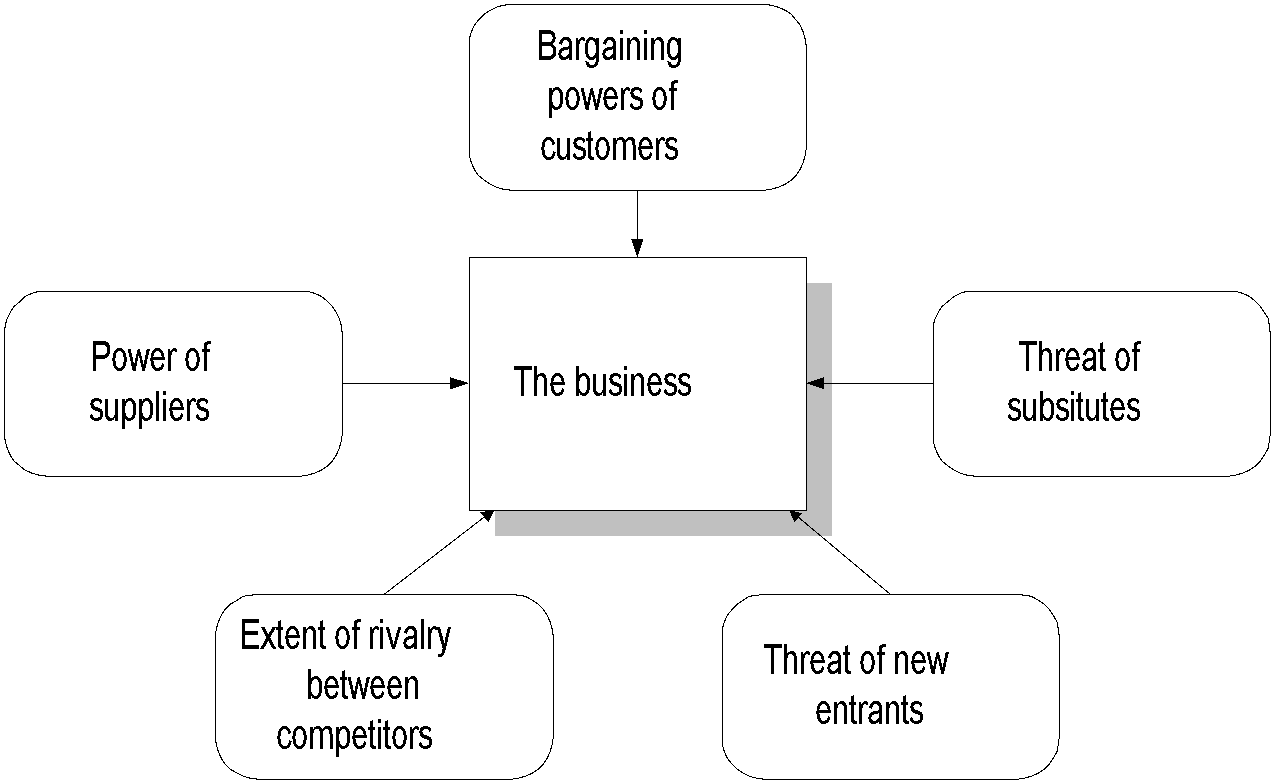 Bargaining
powers of
customers
Power of
suppliers
The business
Threat of
subsitutes
Extent of rivalry
between
competitors
Threat of new
entrants